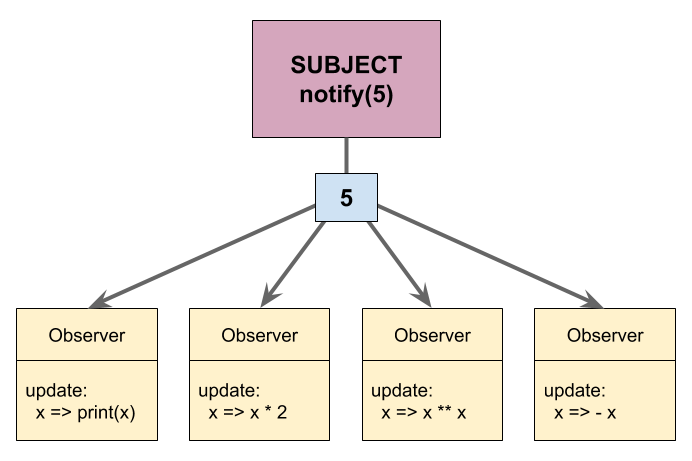 SUBJECT
notify(5)
5
Observer
update:
x => print(x)
Observer
update:
x => x * 2
Observer
update:
x => x ** x
Observer
update:
x => - x